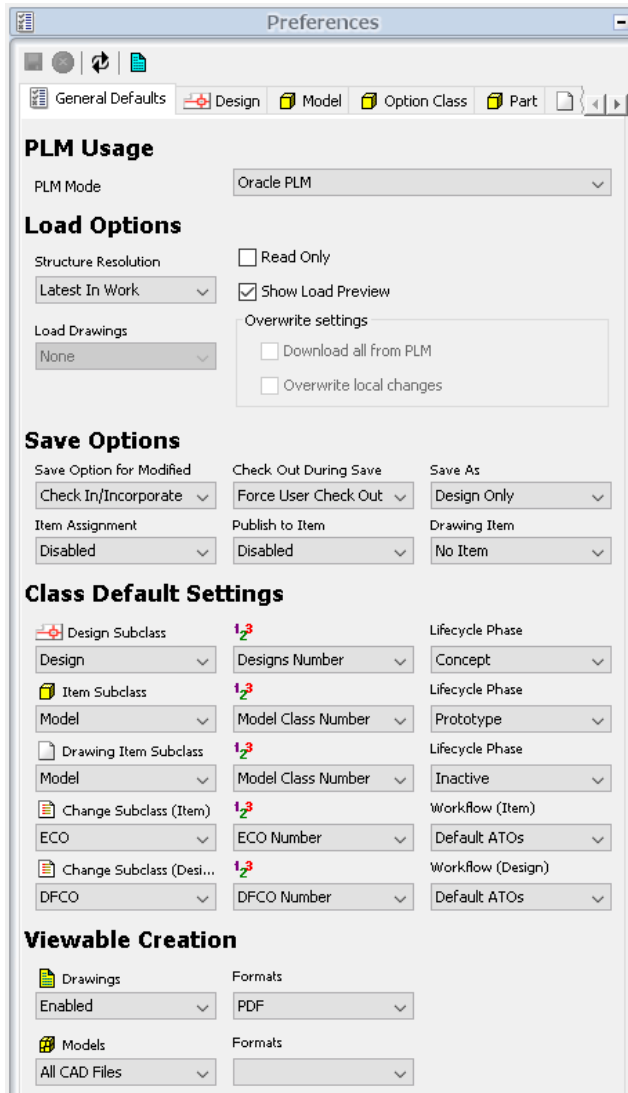 Preferences
General Defaults Design Model Option Class Part
PLM Usage
PLM Mode Oracle PLM
Load Options
Structure Resolution Read Only
Latest In Work Show Load Preview
Load Drawings Overwrite settings
None Download all from PLM
Overwrite local changes
Save Options
Save Option for Modified Check Out During Save Save As
Check In/Incorporate Force User Check Out Design Only
Item Assignment Publish to Item Drawing Item
Disabled Disabled No Item
Class Default Settings
Design Subclass 123 Lifecycle Phase
Design Designs Number Concept
Item Subclass 123 Lifecycle Phase
Model Model Class Number Prototype
Drawing Item Subclass 123 Lifecycle Phase
Model Model Class Number Inactive
Change Subclass (Item) 123 Workflow (Item)
ECO ECO Number Default ATOs
Change Subclass (Desi... 123 Workflow (Design)
DFCO DFCO Number Default ATOs
Viewable Creation
Drawings Formats
Enabled PDF
Models Formats
All CAD Files